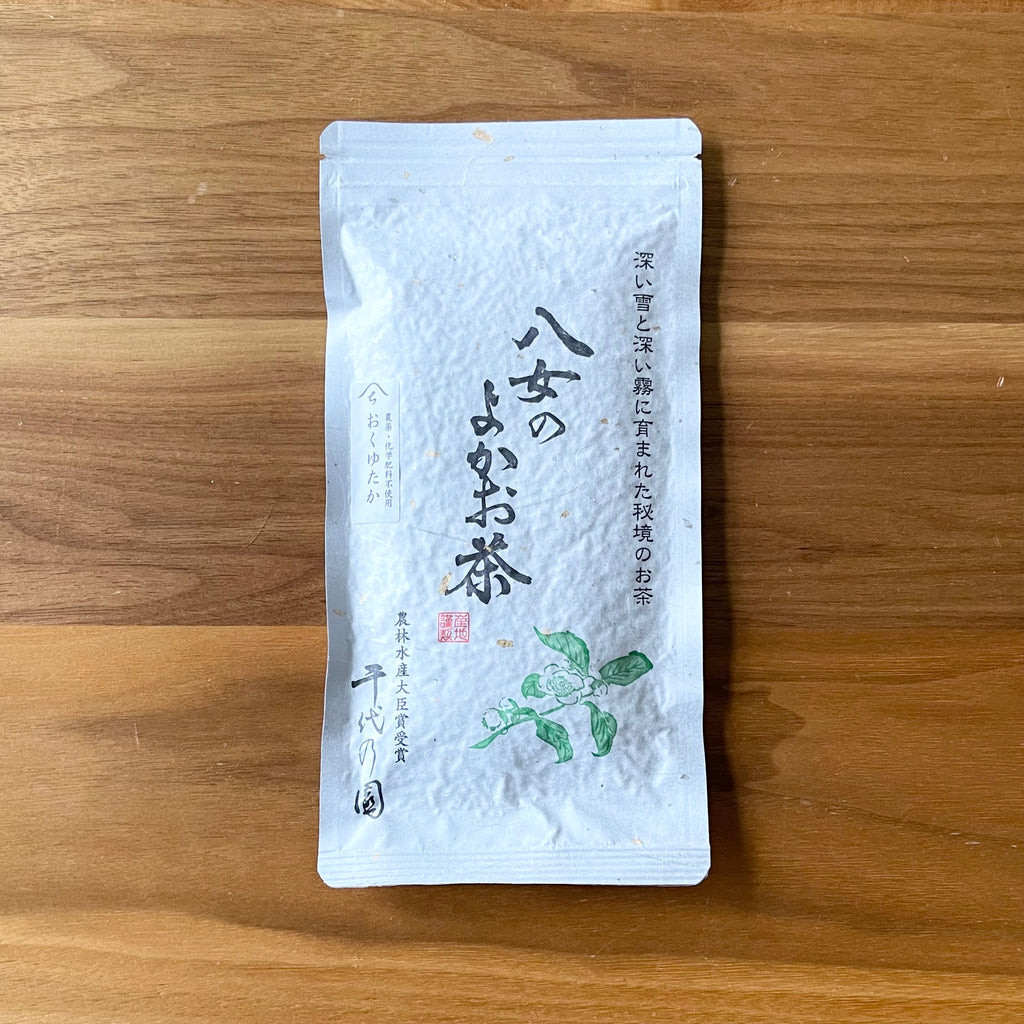 深い雪と深い霧に育まれた秘境のお茶
八女の
よかお茶
産地
謹製
農薬・化学肥料不使用
おくゆたか
農林水産大臣賞受賞
千代乃園